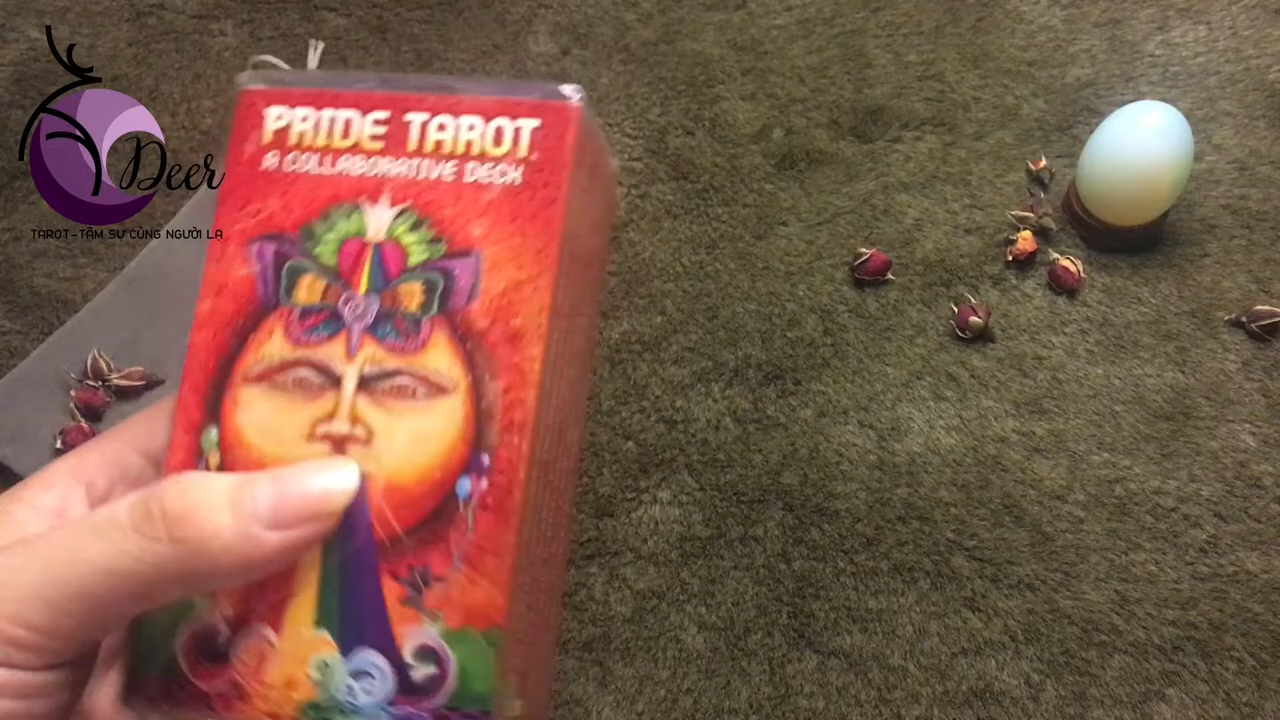 PRIDE TAROT
A COLLABORATIVE DECK
Deer
TAROT-TÂM SỰ CÙNG NGƯỜI LẠ